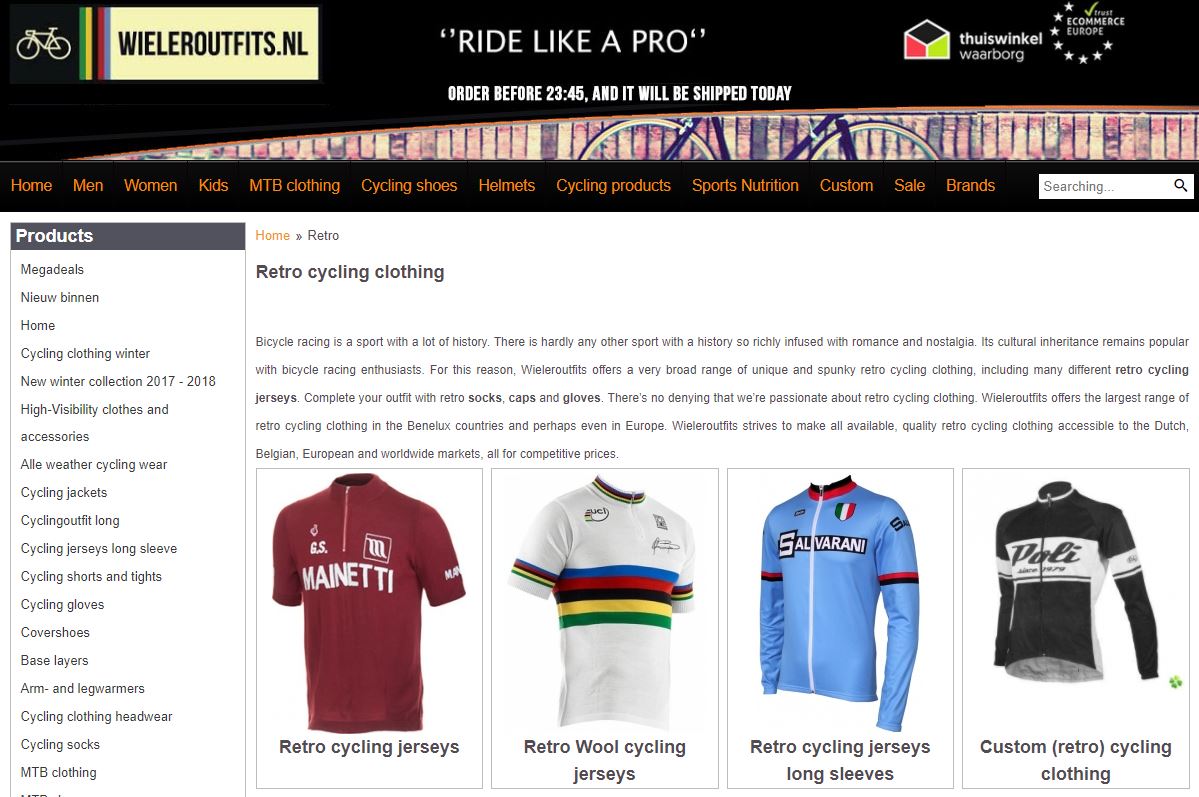 WIELEROUTFITS.NL
‘’RIDE LIKE A PRO‘’
ORDER BEFORE 23:45, AND IT WILL BE SHIPPED TODAY
thuiswinkel
waarborg
trust
ECOMMERCE
EUROPE
Home Men Women Kids MTB clothing Cycling shoes Helmets Cycling products Sports Nutrition Custom Sale Brands Searching...
Products
Megadeals
Nieuw binnen
Home
Cycling clothing winter
New winter collection 2017 - 2018
High-Visibility clothes and
accessories
Alle weather cycling wear
Cycling jackets
Cyclingoutfit long
Cycling jerseys long sleeve
Cycling shorts and tights
Cycling gloves
Covershoes
Base layers
Arm- and legwarmers
Cycling clothing headwear
Cycling socks
MTB clothing
Home » Retro
Retro cycling clothing
Bicycle racing is a sport with a lot of history. There is hardly any other sport with a history so richly infused with romance and nostalgia. Its cultural inheritance remains popular
with bicycle racing enthusiasts. For this reason, Wieleroutfits offers a very broad range of unique and spunky retro cycling clothing, including many different retro cycling
jerseys. Complete your outfit with retro socks, caps and gloves. There’s no denying that we’re passionate about retro cycling clothing. Wieleroutfits offers the largest range of
retro cycling clothing in the Benelux countries and perhaps even in Europe. Wieleroutfits strives to make all available, quality retro cycling clothing accessible to the Dutch,
Belgian, European and worldwide markets, all for competitive prices.
G.S.
MAINETTI
Retro cycling jerseys
uci
Retro Wool cycling
jerseys
SALVARANI
Retro cycling jerseys
long sleeves
Poli
since 1979
Custom (retro) cycling
clothing